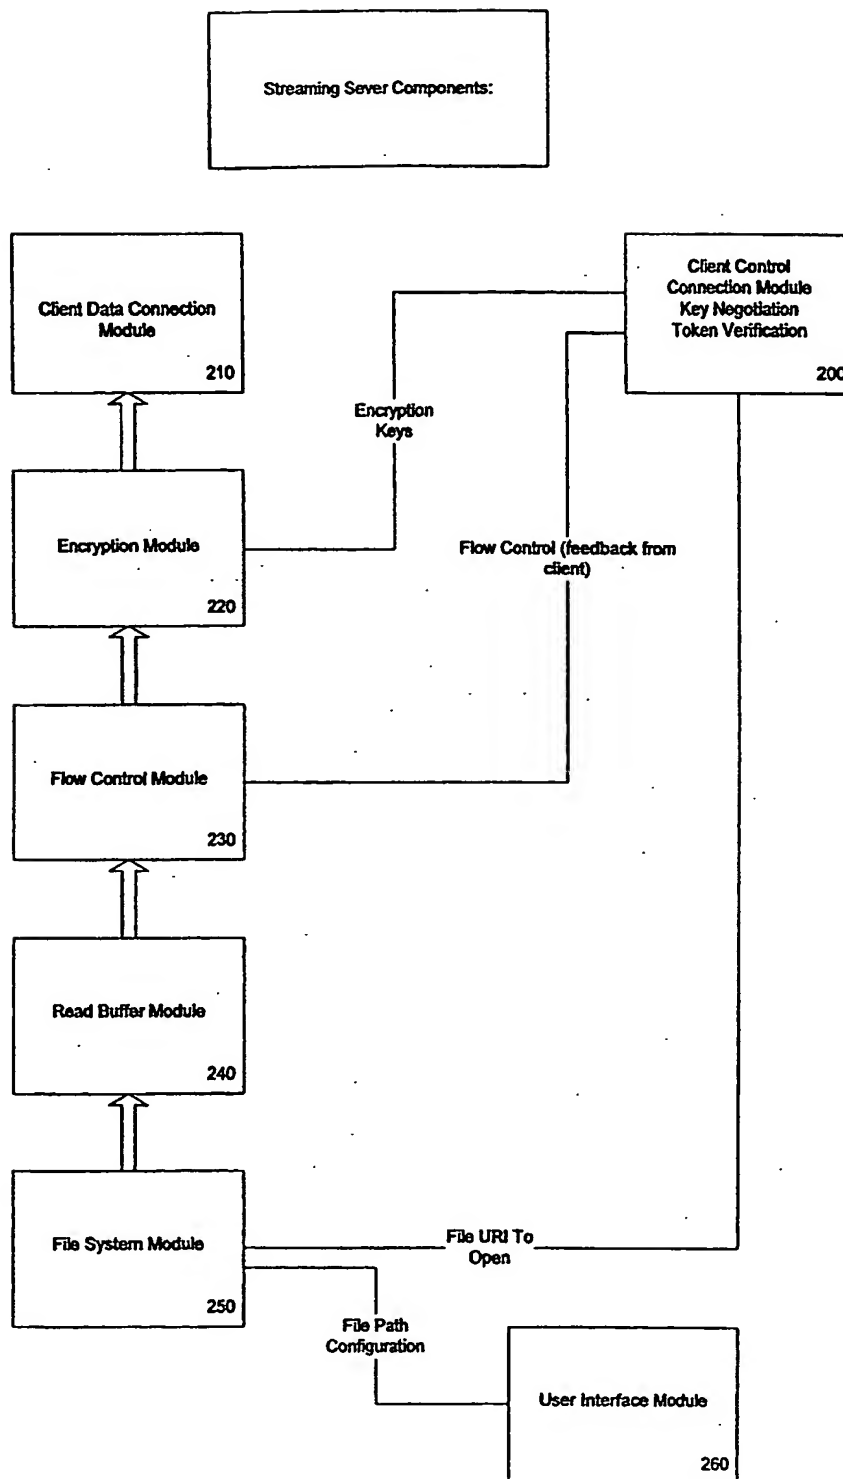 Streaming Sever Components:
Client Data Connection
Module
210
Client Control
Connection Module
Key Negotiation
Token Verification
200
Encryption
Keys
Encryption Module
220
Flow Control (feedback from
client)
Flow Control Module
230
Read Buffer Module
240
File System Module
250
File URI To
Open
File Path
Configuration
User Interface Module
260